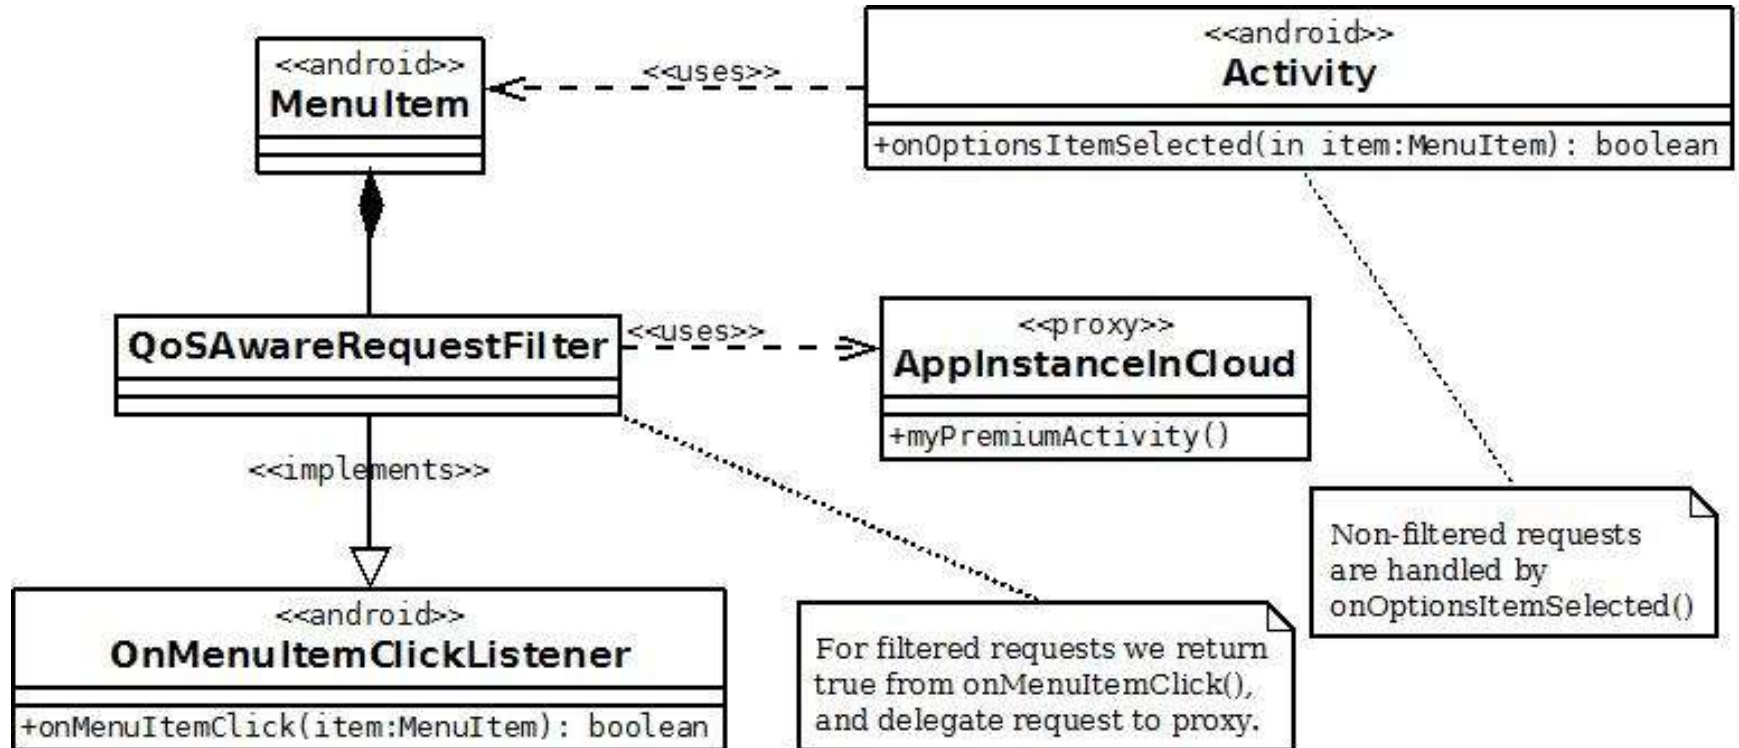 <<android>>
MenuItem
<<uses>>
<<android>>
Activity
+onOptionsItemSelected(in item:MenuItem): boolean
QoSAwareRequestFilter
<<uses>>
<<proxy>>
AppInstanceInCloud
+myPremiumActivity()
<<implements>>
<<android>>
OnMenuItemClickListener
+onMenuItemClick(item:MenuItem): boolean
For filtered requests we return
true from onMenuItemClick(),
and delegate request to proxy.
Non-filtered requests
are handled by
onOptionsItemSelected()